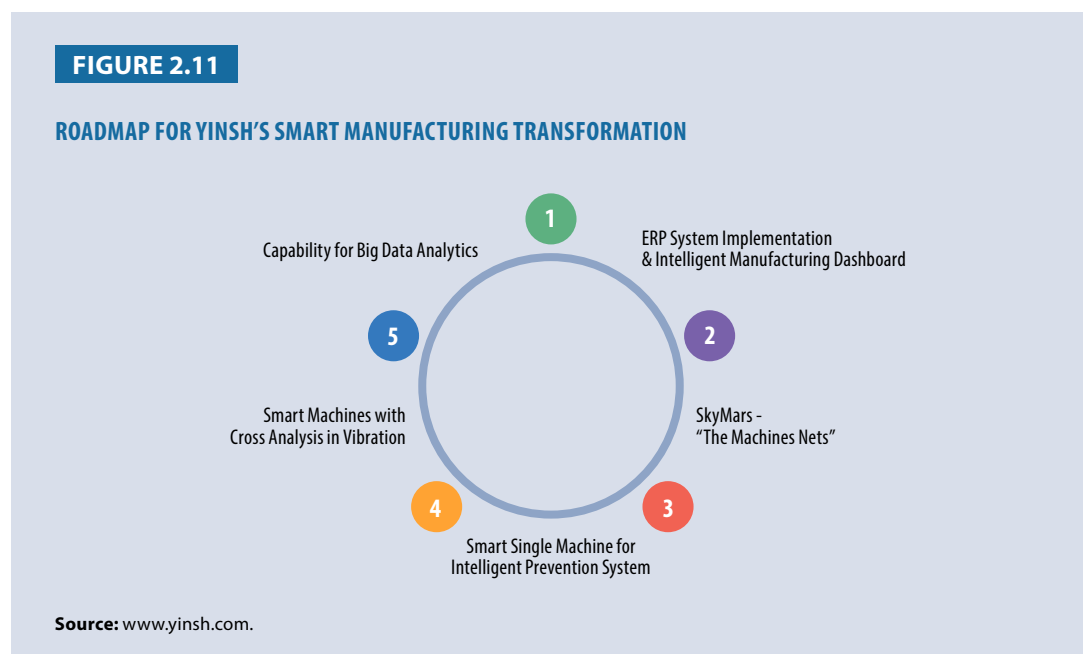 FIGURE 2.11
ROADMAP FOR YINSH’S SMART MANUFACTURING TRANSFORMATION
1
ERP System Implementation
& Intelligent Manufacturing Dashboard
2
SkyMars -
“The Machines Nets”
3
Smart Single Machine for
Intelligent Prevention System
4
Smart Machines with
Cross Analysis in Vibration
5
Capability for Big Data Analytics
Source: www.yinsh.com.